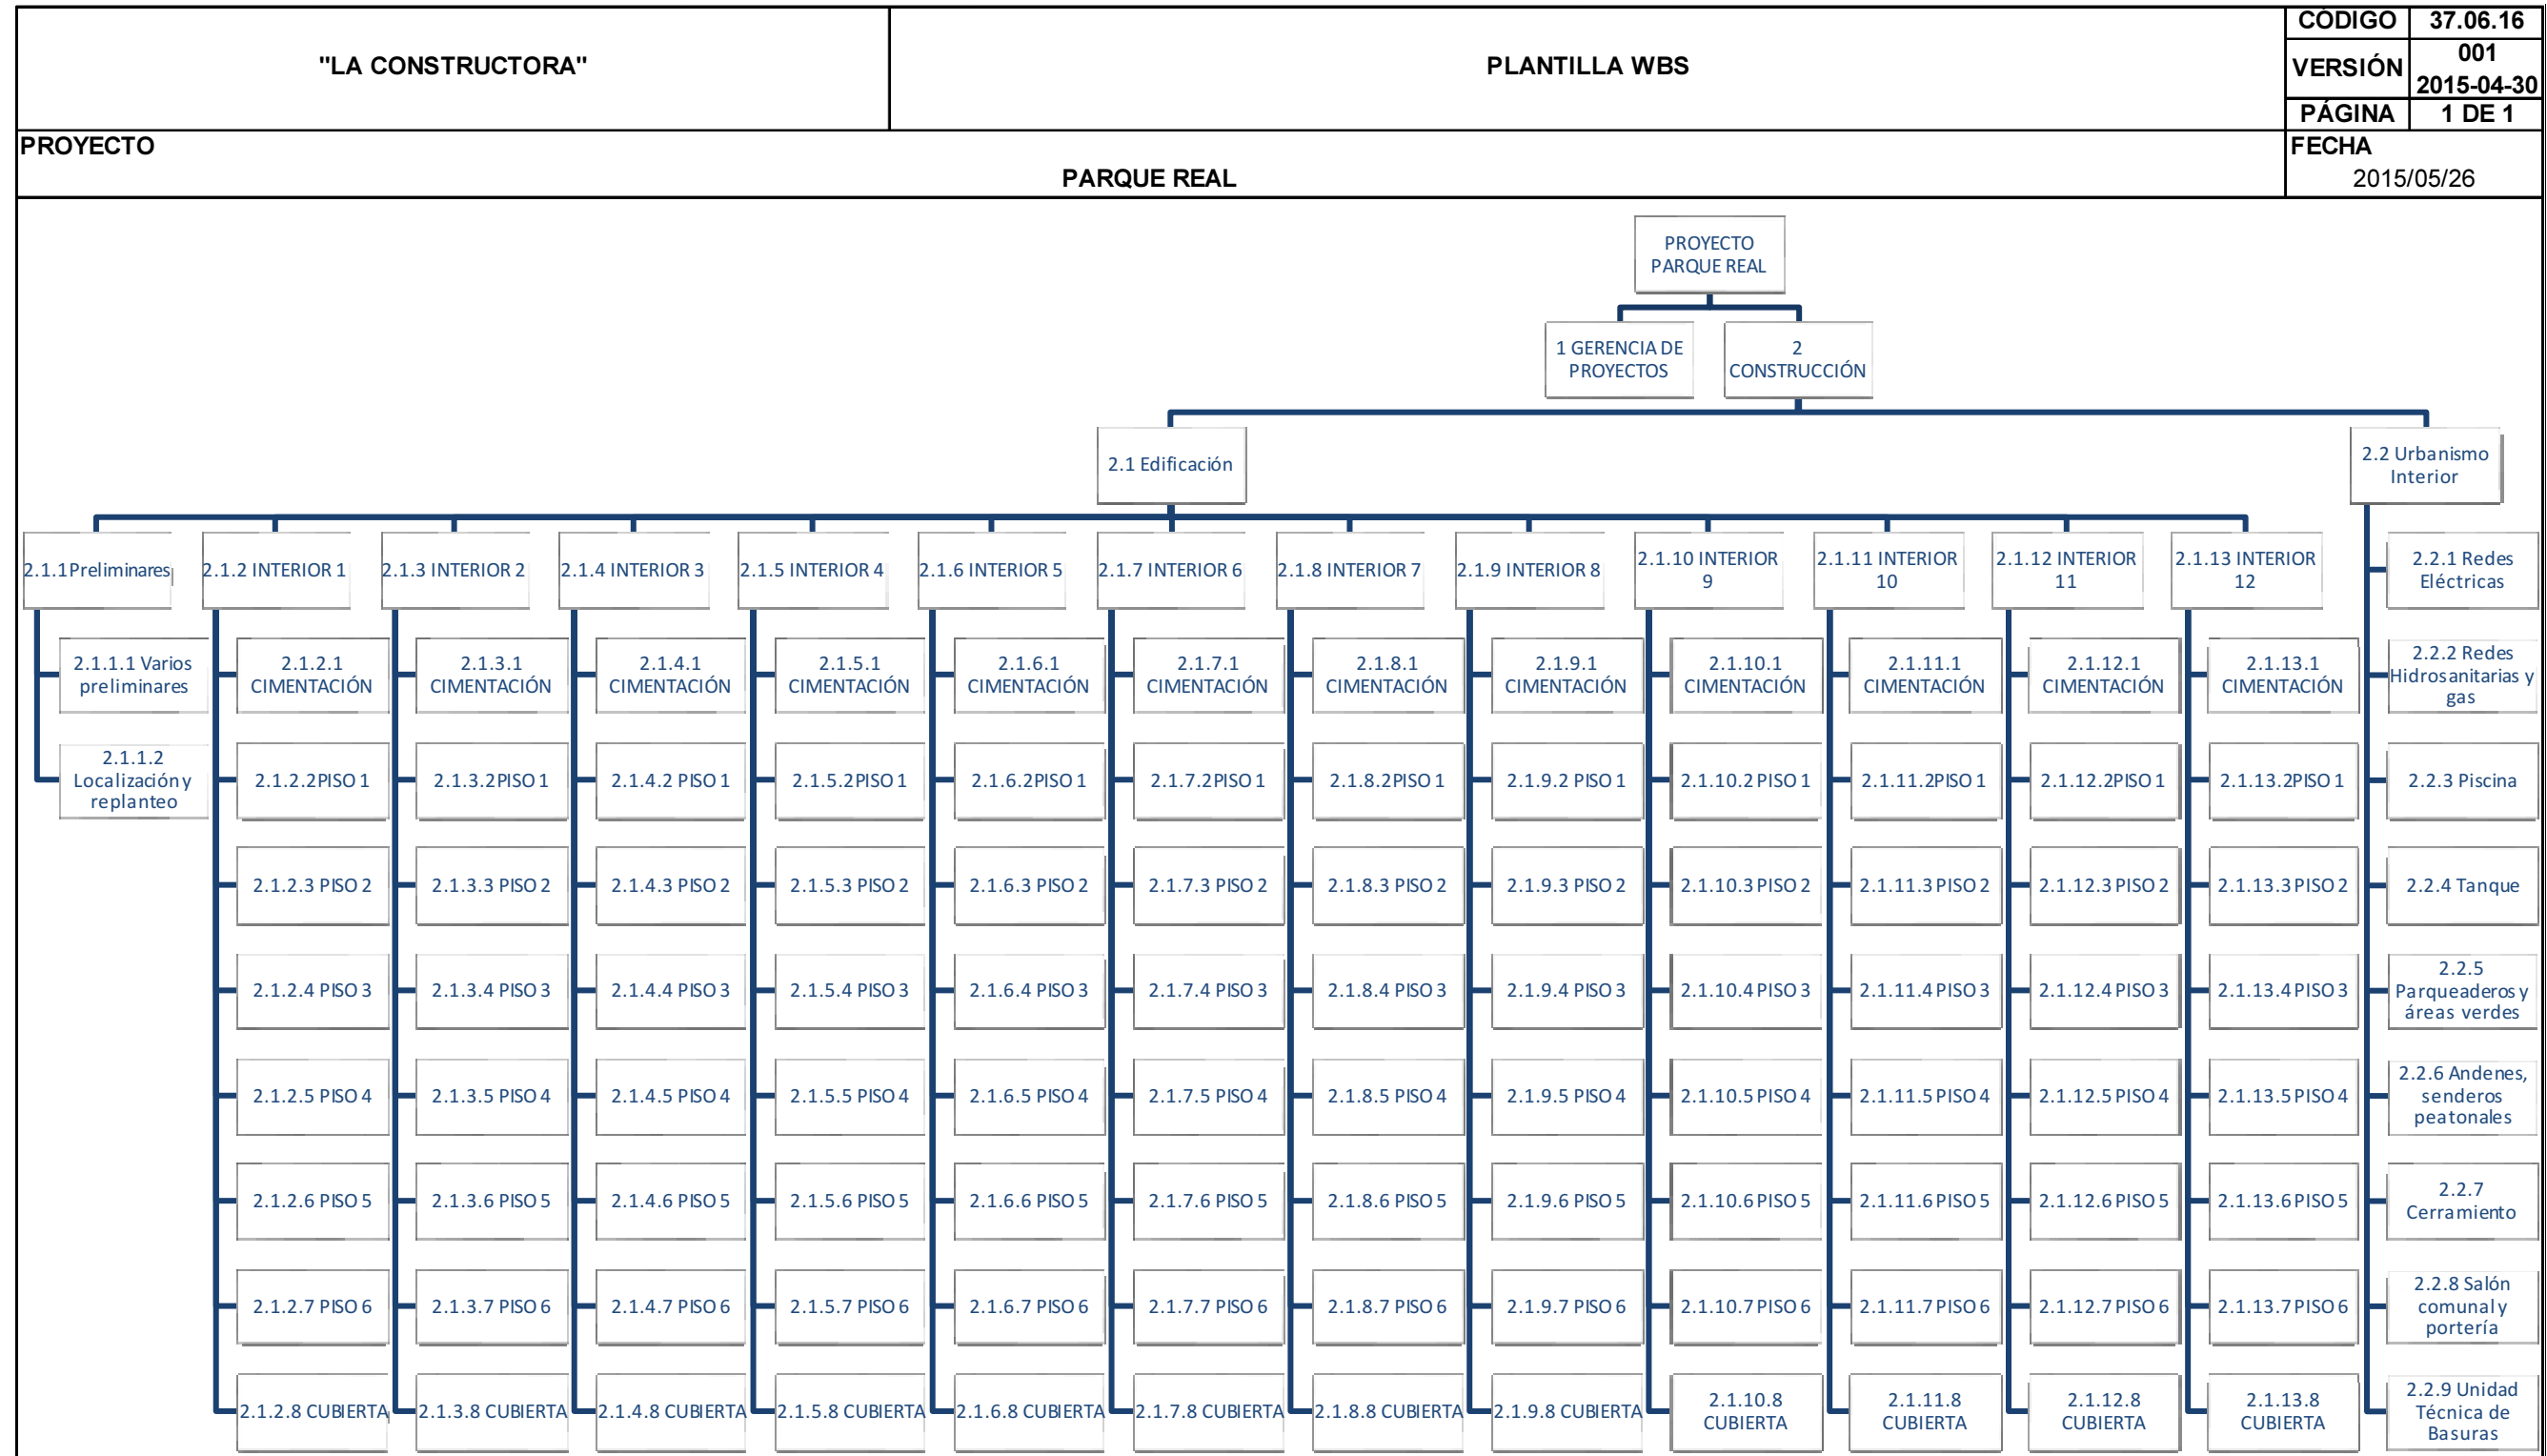 "LA CONSTRUCTORA"
PLANTILLA WBS
CÓDIGO 37.06.16
VERSIÓN 001
2015-04-30
PÁGINA 1 DE 1
PROYECTO
PARQUE REAL
FECHA
2015/05/26
PROYECTO
PARQUE REAL
1 GERENCIA DE
PROYECTOS
2
CONSTRUCCIÓN
2.1 Edificación
2.2 Urbanismo
Interior
2.1.1Preliminares
2.1.1.1 Varios
preliminares
2.1.1.2
Localización y
replanteo
2.1.2 INTERIOR 1
2.1.2.1
CIMENTACIÓN
2.1.2.2PISO 1
2.1.2.3 PISO 2
2.1.2.4 PISO 3
2.1.2.5 PISO 4
2.1.2.6 PISO 5
2.1.2.7 PISO 6
2.1.2.8 CUBIERTA
2.1.3 INTERIOR 2
2.1.3.1
CIMENTACIÓN
2.1.3.2PISO 1
2.1.3.3 PISO 2
2.1.3.4 PISO 3
2.1.3.5 PISO 4
2.1.3.6 PISO 5
2.1.3.7 PISO 6
2.1.3.8 CUBIERTA
2.1.4 INTERIOR 3
2.1.4.1
CIMENTACIÓN
2.1.4.2 PISO 1
2.1.4.3 PISO 2
2.1.4.4 PISO 3
2.1.4.5 PISO 4
2.1.4.6 PISO 5
2.1.4.7 PISO 6
2.1.4.8 CUBIERTA
2.1.5 INTERIOR 4
2.1.5.1
CIMENTACIÓN
2.1.5.2PISO 1
2.1.5.3 PISO 2
2.1.5.4 PISO 3
2.1.5.5 PISO 4
2.1.5.6 PISO 5
2.1.5.7 PISO 6
2.1.5.8 CUBIERTA
2.1.6 INTERIOR 5
2.1.6.1
CIMENTACIÓN
2.1.6.2PISO 1
2.1.6.3 PISO 2
2.1.6.4 PISO 3
2.1.6.5 PISO 4
2.1.6.6 PISO 5
2.1.6.7 PISO 6
2.1.6.8 CUBIERTA
2.1.7 INTERIOR 6
2.1.7.1
CIMENTACIÓN
2.1.7.2PISO 1
2.1.7.3 PISO 2
2.1.7.4 PISO 3
2.1.7.5 PISO 4
2.1.7.6 PISO 5
2.1.7.7 PISO 6
2.1.7.8 CUBIERTA
2.1.8 INTERIOR 7
2.1.8.1
CIMENTACIÓN
2.1.8.2PISO 1
2.1.8.3 PISO 2
2.1.8.4 PISO 3
2.1.8.5 PISO 4
2.1.8.6 PISO 5
2.1.8.7 PISO 6
2.1.8.8 CUBIERTA
2.1.9 INTERIOR 8
2.1.9.1
CIMENTACIÓN
2.1.9.2 PISO 1
2.1.9.3 PISO 2
2.1.9.4 PISO 3
2.1.9.5 PISO 4
2.1.9.6 PISO 5
2.1.9.7 PISO 6
2.1.9.8 CUBIERTA
2.1.10 INTERIOR
9
2.1.10.1
CIMENTACIÓN
2.1.10.2 PISO 1
2.1.10.3 PISO 2
2.1.10.4 PISO 3
2.1.10.5 PISO 4
2.1.10.6 PISO 5
2.1.10.7 PISO 6
2.1.10.8
CUBIERTA
2.1.11 INTERIOR
10
2.1.11.1
CIMENTACIÓN
2.1.11.2PISO 1
2.1.11.3 PISO 2
2.1.11.4 PISO 3
2.1.11.5 PISO 4
2.1.11.6 PISO 5
2.1.11.7 PISO 6
2.1.11.8
CUBIERTA
2.1.12 INTERIOR
11
2.1.12.1
CIMENTACIÓN
2.1.12.2PISO 1
2.1.12.3 PISO 2
2.1.12.4 PISO 3
2.1.12.5 PISO 4
2.1.12.6 PISO 5
2.1.12.7 PISO 6
2.1.12.8
CUBIERTA
2.1.13 INTERIOR
12
2.1.13.1
CIMENTACIÓN
2.1.13.2PISO 1
2.1.13.3 PISO 2
2.1.13.4 PISO 3
2.1.13.5 PISO 4
2.1.13.6 PISO 5
2.1.13.7 PISO 6
2.1.13.8
CUBIERTA
2.2.1 Redes
Eléctricas
2.2.2 Redes
Hidrosanitarias y
gas
2.2.3 Piscina
2.2.4 Tanque
2.2.5
Parqueaderos y
áreas verdes
2.2.6 Andenes,
senderos
peatonales
2.2.7
Cerramiento
2.2.8 Salón
comunal y
portería
2.2.9 Unidad
Técnica de
Basuras